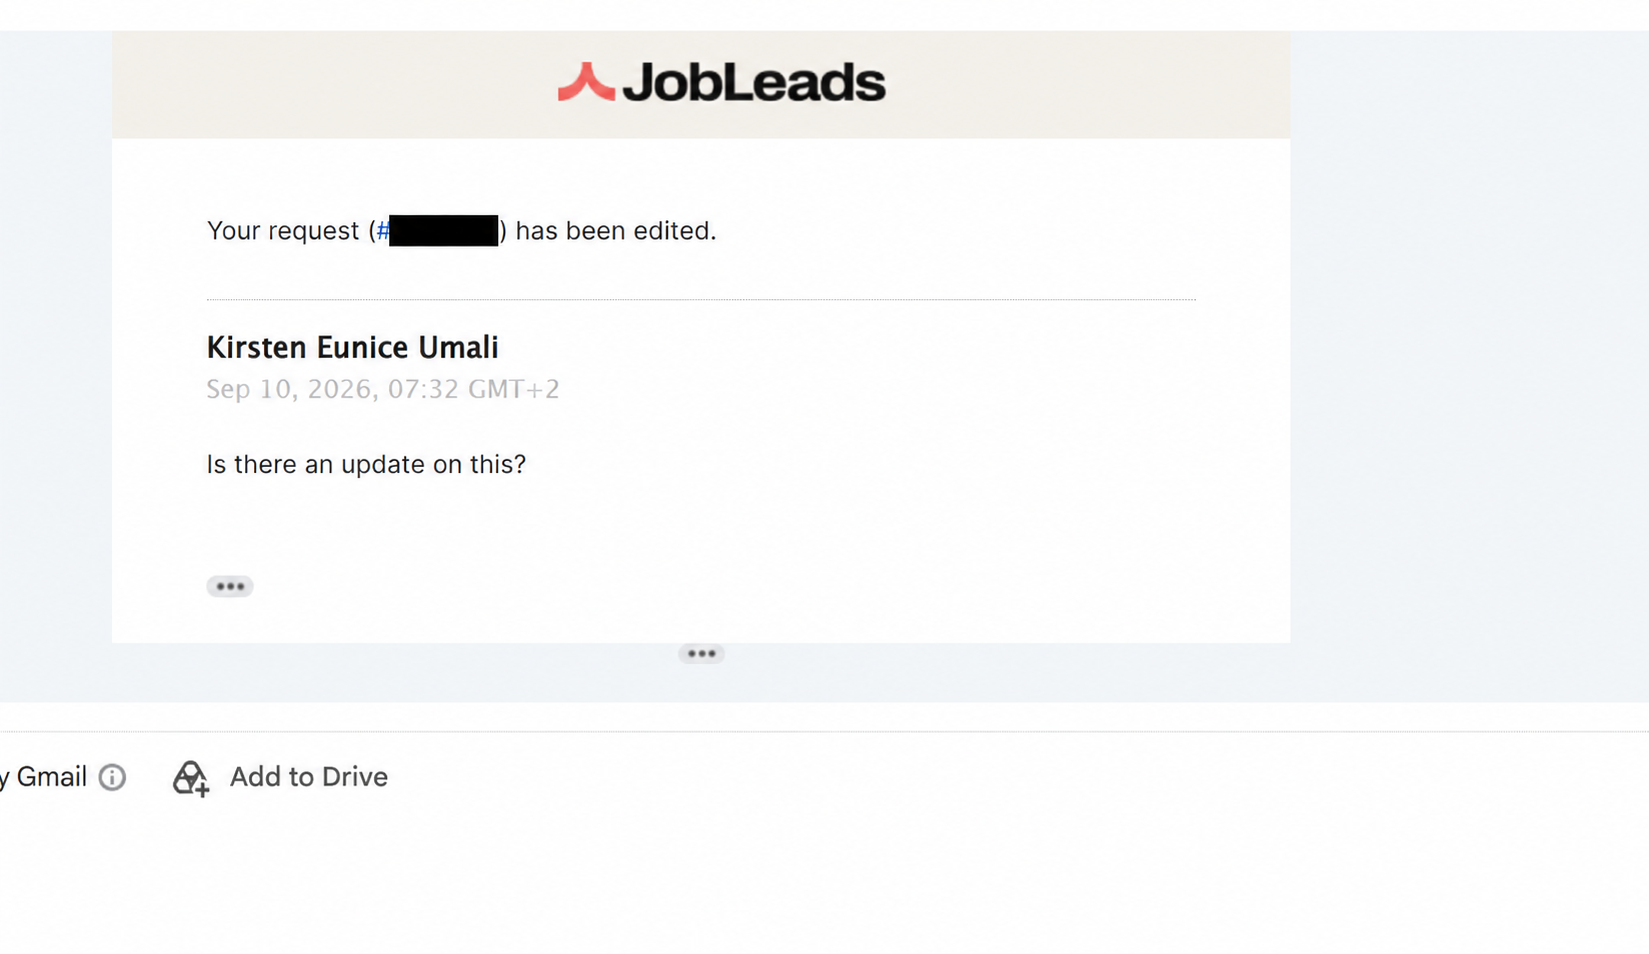 JobLeads
Your request (#) has been edited.
Kirsten Eunice Umali
Sep 10, 2026, 07:32 GMT+2
Is there an update on this?
y Gmail
Add to Drive